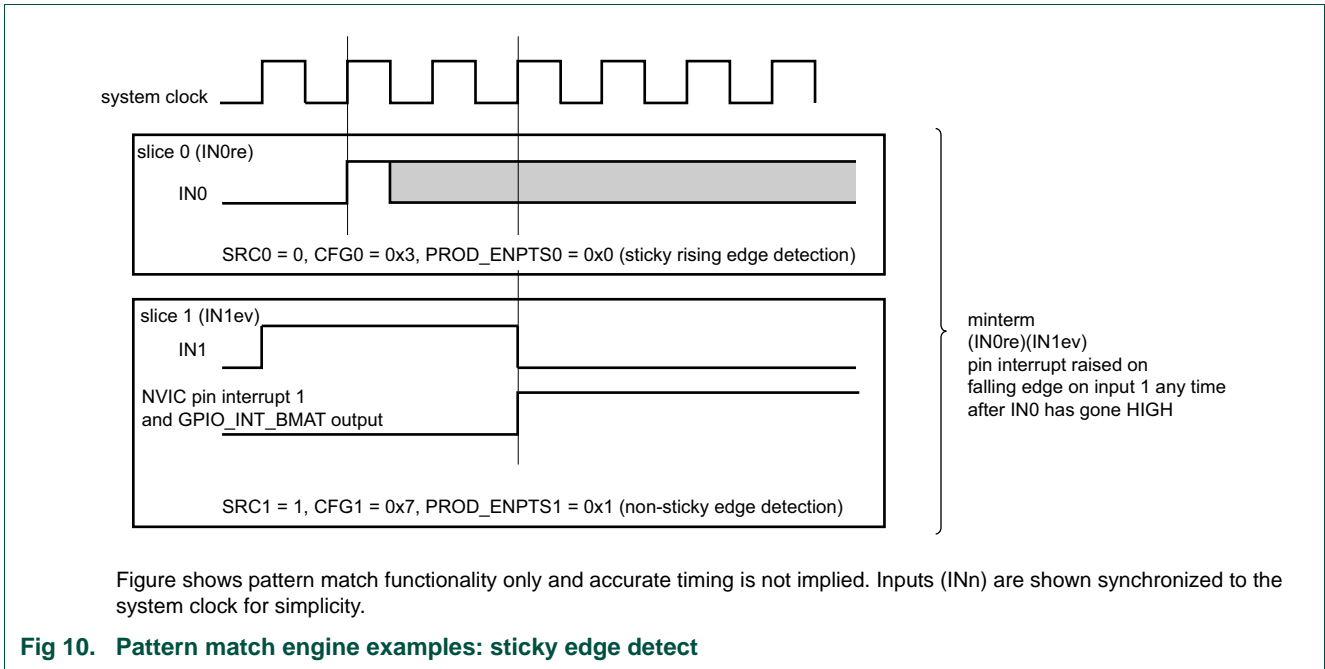 system clock
slice 0 (IN0re)
IN0
SRC0 = 0, CFG0 = 0x3, PROD_ENPTS0 = 0x0 (sticky rising edge detection)
slice 1 (IN1ev)
IN1
NVIC pin interrupt 1
and GPIO_INT_BMAT output
SRC1 = 1, CFG1 = 0x7, PROD_ENPTS1 = 0x1 (non-sticky edge detection)
minterm
(IN0re)(IN1ev)
pin interrupt raised on
falling edge on input 1 any time
after IN0 has gone HIGH
Figure shows pattern match functionality only and accurate timing is not implied. Inputs (INn) are shown synchronized to the
system clock for simplicity.
Fig 10. Pattern match engine examples: sticky edge detect